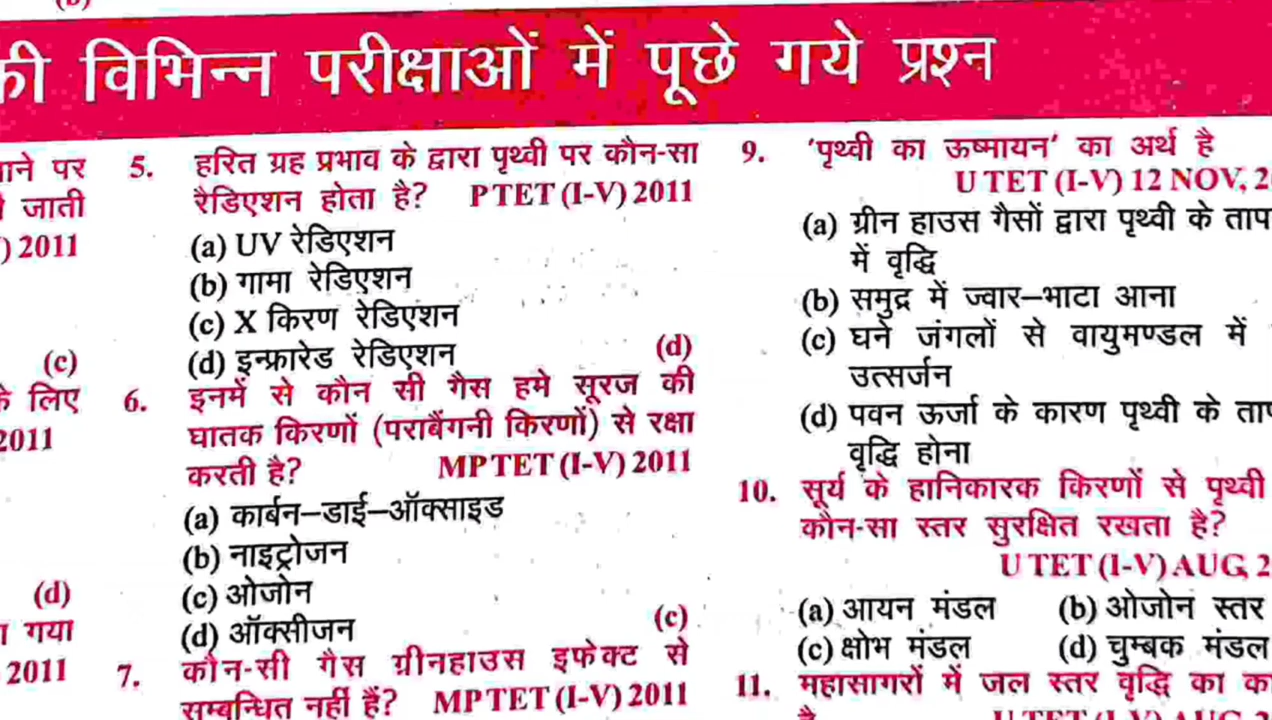 की विभिन्न परीक्षाओं में पूछे गये प्रश्न
पर
जाती
) 2011
(c)
लिए
2011
(d)
गया
2011
5. हरित ग्रह प्रभाव के द्वारा पृथ्वी पर कौन-सा
रैडिएशन होता है? PTET (I-V) 2011
(a) UV रेडिएशन
(b) गामा रेडिएशन
(c) X किरण रेडिएशन
(d) इन्फ्रारेड रेडिएशन (d)
6. इनमें से कौन सी गैस हमे सूरज की
घातक किरणों (पराबैंगनी किरणों) से रक्षा
करती है? MPTET (I-V) 2011
(a) कार्बन–डाई–ऑक्साइड
(b) नाइट्रोजन
(c) ओजोन
(d) ऑक्सीजन (c)
7. कौन-सी गैस ग्रीनहाउस इफेक्ट से
सम्बन्धित नहीं हैं? MPTET (I-V) 2011
9. 'पृथ्वी का ऊष्मायन' का अर्थ है
U TET (I-V) 12 NOV, 2
(a) ग्रीन हाउस गैसों द्वारा पृथ्वी के ताप
में वृद्धि
(b) समुद्र में ज्वार–भाटा आना
(c) घने जंगलों से वायुमण्डल में
उत्सर्जन
(d) पवन ऊर्जा के कारण पृथ्वी के
वृद्धि होना
10. सूर्य के हानिकारक किरणों से पृथ्वी
कौन-सा स्तर सुरक्षित रखता है?
U TET (I-V) AUG, 2
(a) आयन मंडल (b) ओजोन स्तर
(c) क्षोभ मंडल (d) चुम्बक मंडल
11. महासागरों में जल स्तर वृद्धि का